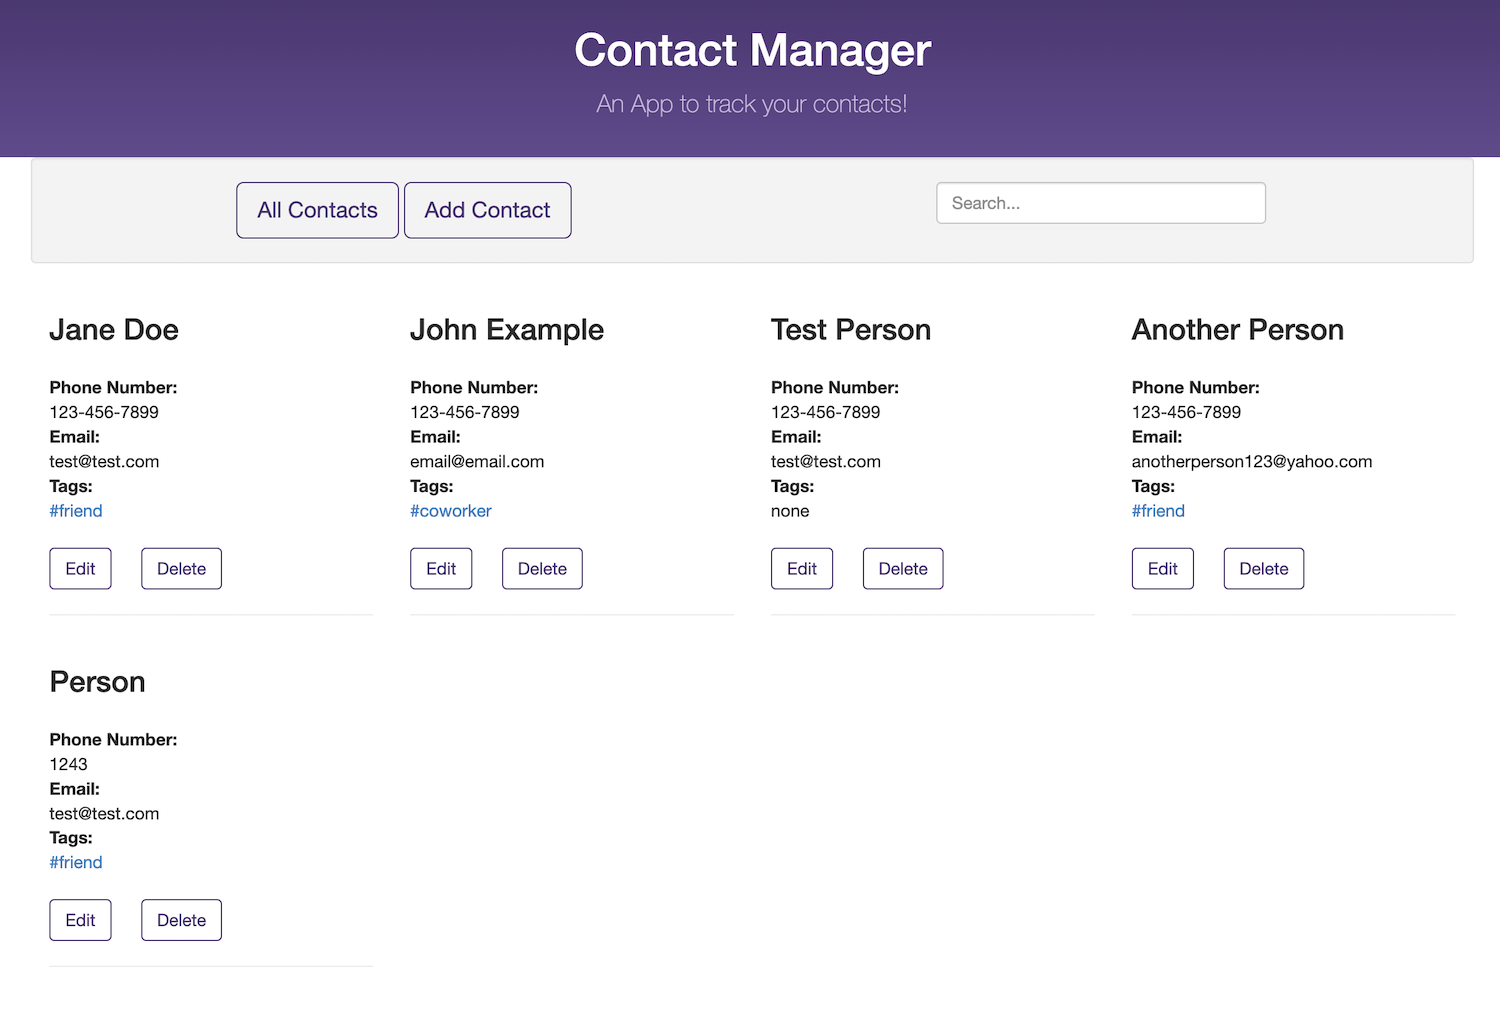 Contact Manager
An App to track your contacts!
All Contacts
Add Contact
Search...
Jane Doe
Phone Number:
123-456-7899
Email:
test@test.com
Tags:
#friend
Edit
Delete
John Example
Phone Number:
123-456-7899
Email:
email@email.com
Tags:
#coworker
Edit
Delete
Test Person
Phone Number:
123-456-7899
Email:
test@test.com
Tags:
none
Edit
Delete
Another Person
Phone Number:
123-456-7899
Email:
anotherperson123@yahoo.com
Tags:
#friend
Edit
Delete
Person
Phone Number:
1243
Email:
test@test.com
Tags:
#friend
Edit
Delete